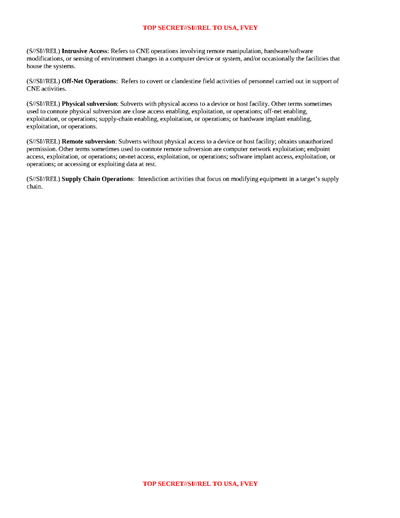 TOP SECRET//SI//REL TO USA, FVEY
(S//SI//REL) Intrusive Access: Refers to CNE operations involving remote manipulation, hardware/software
modifications, or sensing of environment changes in a computer device or system, and/or occasionally the facilities that
house the systems.
(S//SI//REL) Off-Net Operations: Refers to covert or clandestine field activities of personnel carried out in support of
CNE activities.
(S//SI//REL) Physical subversion: Subverts with physical access to a device or host facility. Other terms sometimes
used to connote physical subversion are close access enabling, exploitation, or operations; off-net enabling,
exploitation, or operations; supply-chain enabling, exploitation, or operations; or hardware implant enabling,
exploitation, or operations.
(S//SI//REL) Remote subversion: Subverts without physical access to a device or host facility; obtains unauthorized
permission. Other terms sometimes used to connote remote subversion are computer network exploitation; endpoint
access, exploitation, or operations; on-net access, exploitation, or operations; software implant access, exploitation, or
operations; or accessing or exploiting data at rest.
(S//SI//REL) Supply Chain Operations: Interdiction activities that focus on modifying equipment in a target's supply
chain.
TOP SECRET//SI//REL TO USA, FVEY